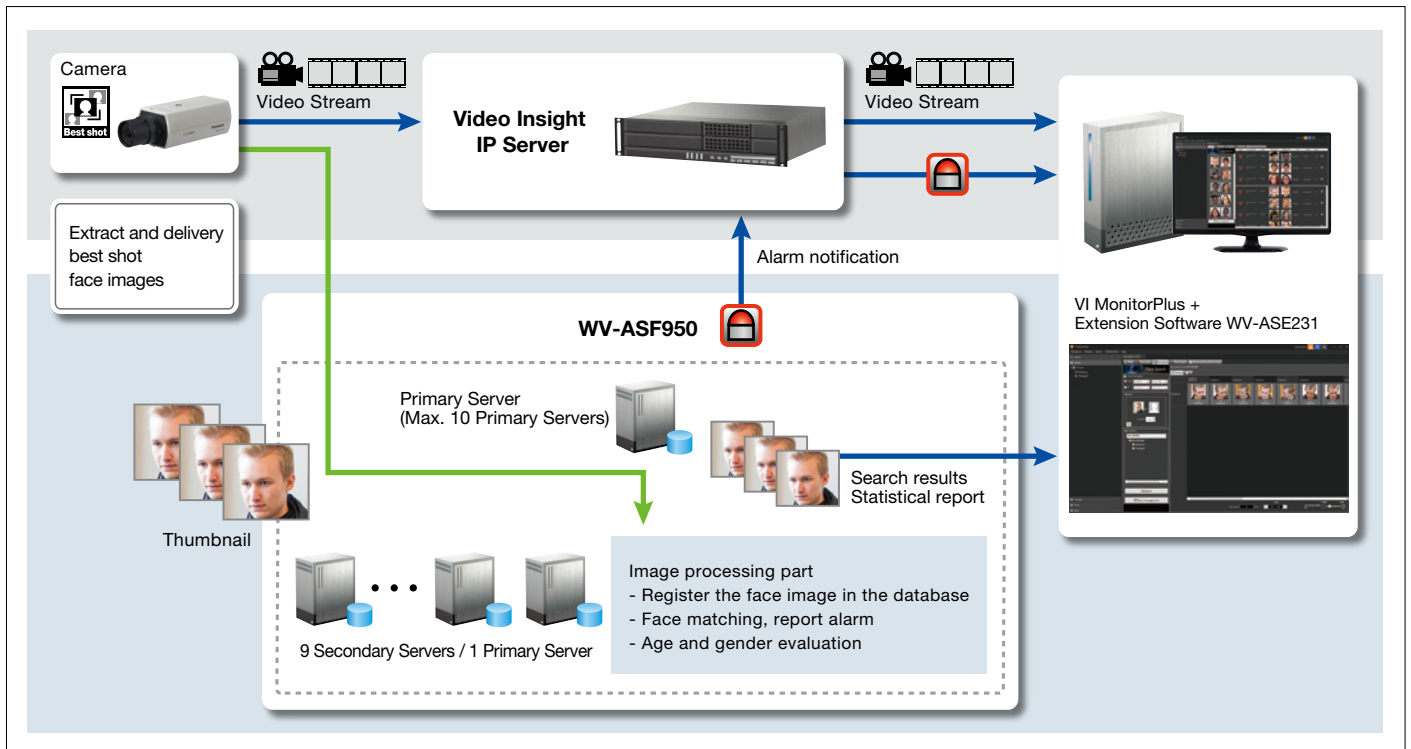 Camera
Best shot
Video Stream
Video Insight
IP Server
Video Stream
Extract and delivery
best shot
face images
Alarm notification
WV-ASF950
VI MonitorPlus +
Extension Software WV-ASE231
Primary Server
(Max. 10 Primary Servers)
Search results
Statistical report
Thumbnail
9 Secondary Servers / 1 Primary Server
Image processing part
- Register the face image in the database
- Face matching, report alarm
- Age and gender evaluation